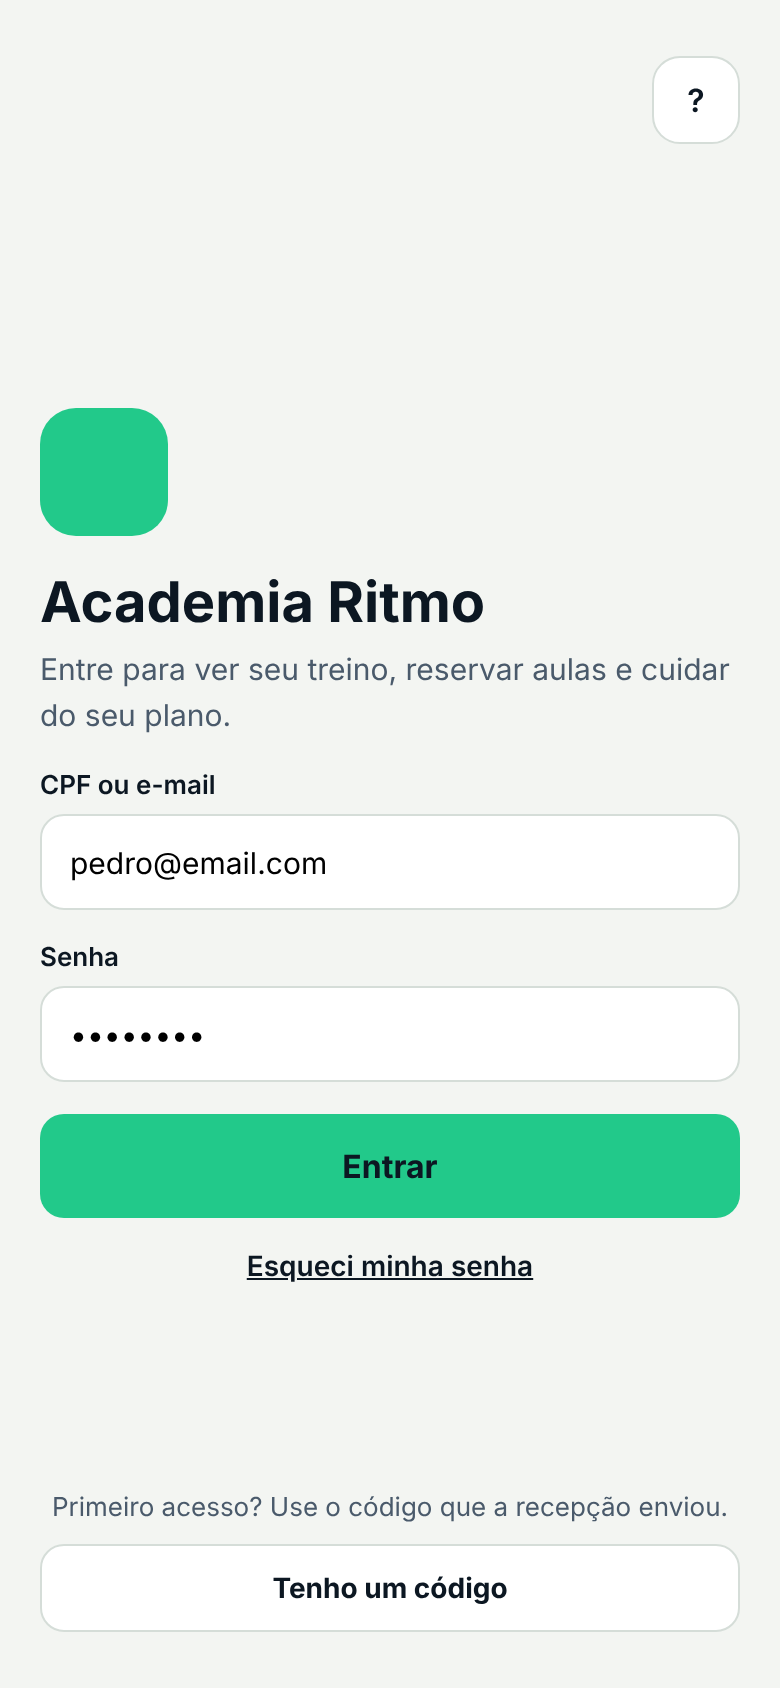 ?
Academia Ritmo
Entre para ver seu treino, reservar aulas e cuidar
do seu plano.
CPF ou e-mail
pedro@email.com
Senha
••••••••
Entrar
Esqueci minha senha
Primeiro acesso? Use o código que a recepção enviou.
Tenho um código